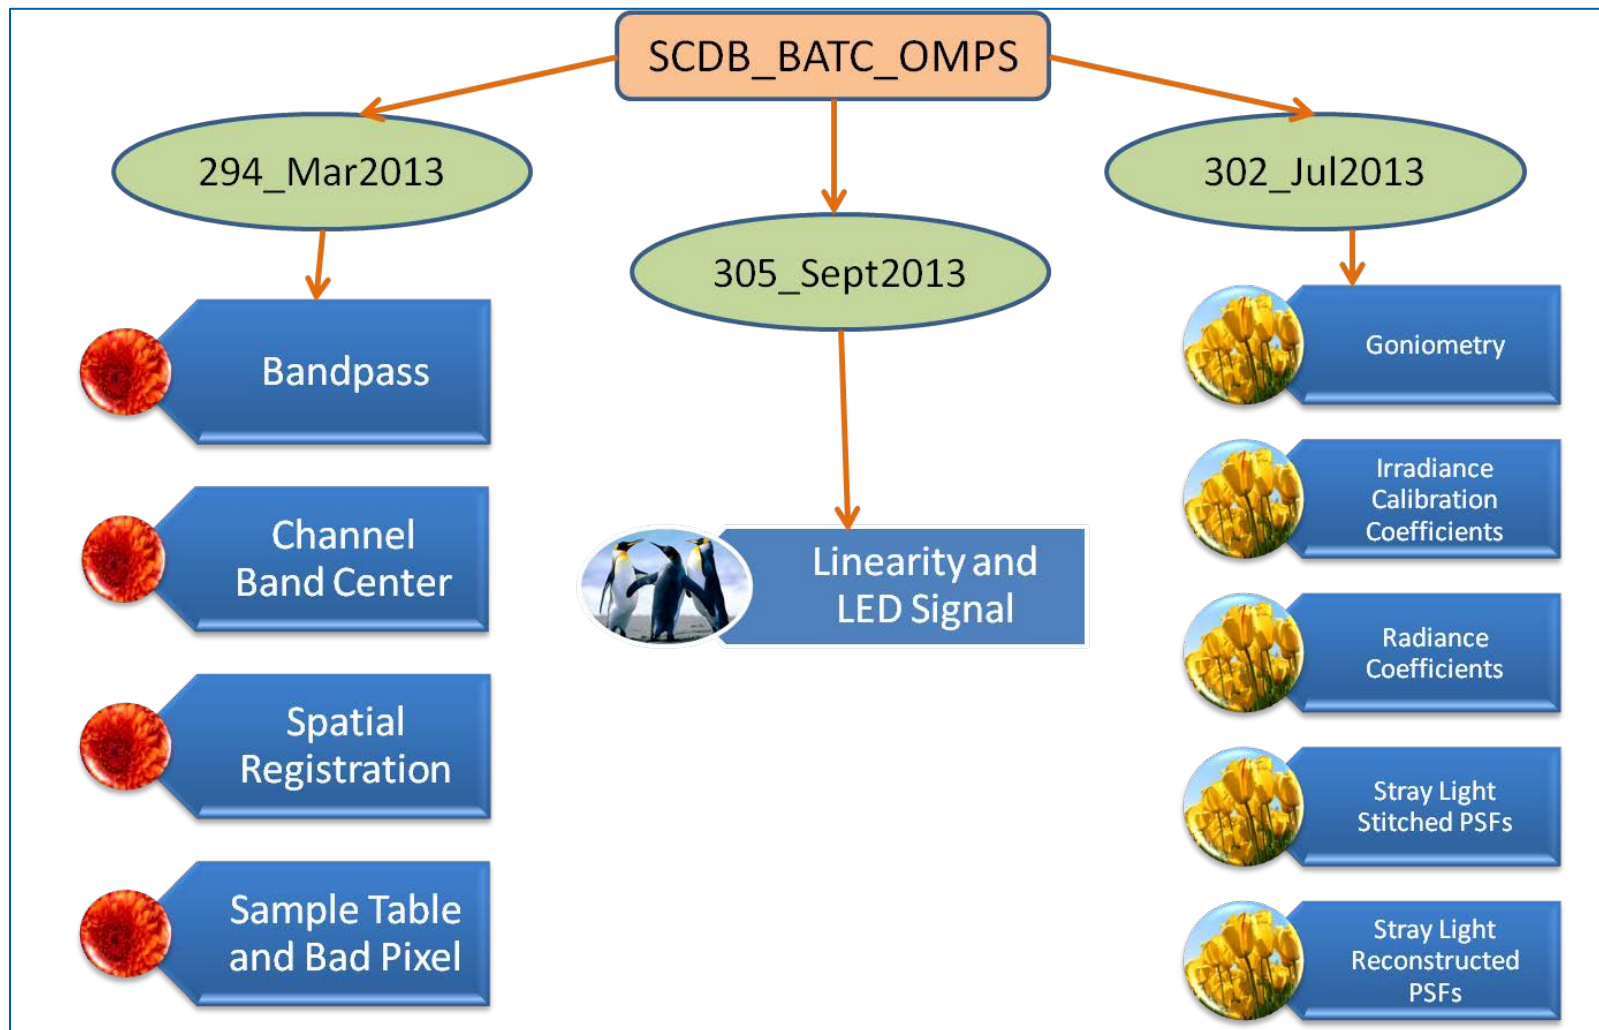 SCDB_BATC_OMPS
294_Mar2013
305_Sept2013
302_Jul2013
Bandpass
Channel
Band Center
Spatial
Registration
Sample Table
and Bad Pixel
Linearity and
LED Signal
Goniometry
Irradiance
Calibration
Coefficients
Radiance
Coefficients
Stray Light
Stitched PSFs
Stray Light
Reconstructed
PSFs